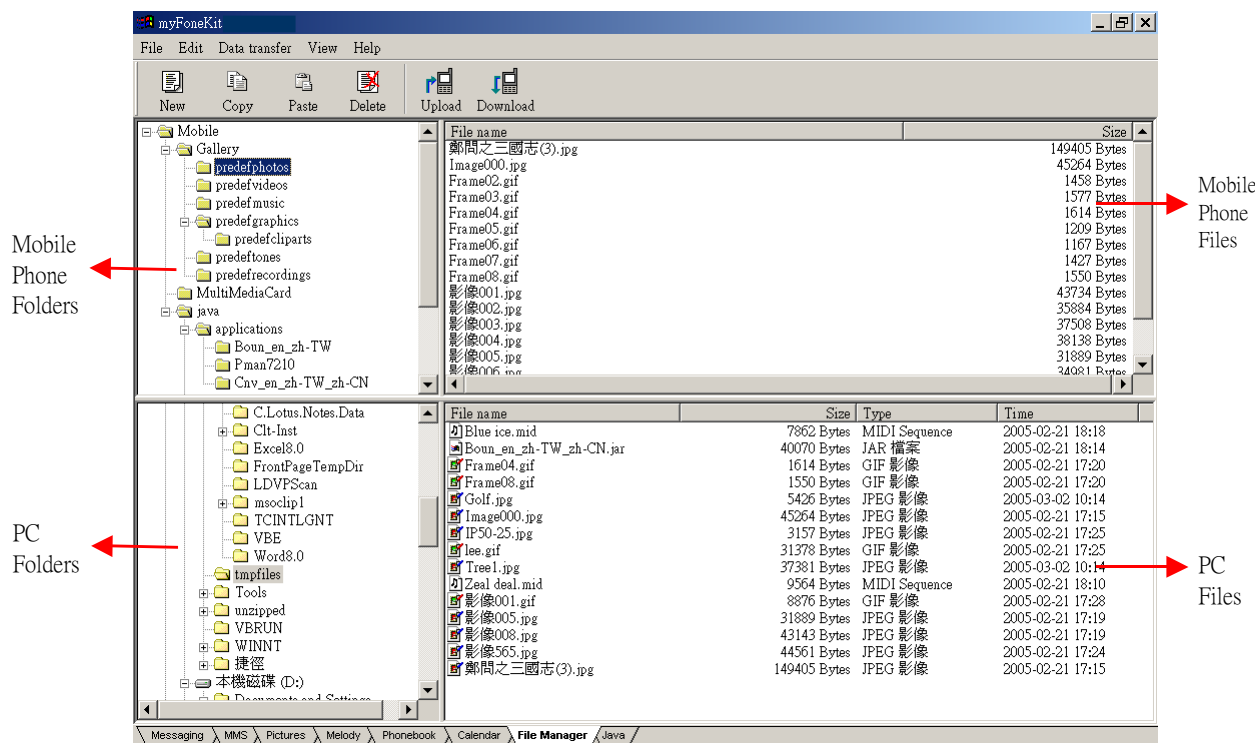 myFoneKit
File Edit Data transfer View Help
New Copy Paste Delete Upload Download
Mobile
Gallery
predefphotos
predefvideos
predefmusic
predefgraphics
predefcliparts
predeftones
predefrecordings
MultiMediaCard
java
applications
Boun_en_zh-TW
Pman7210
Cnv_en_zh-TW_zh-CN
File name Size
鄭問之三國志(3).jpg 149405 Bytes
Image000.jpg 45264 Bytes
Frame02.gif 1458 Bytes
Frame03.gif 1577 Bytes
Frame04.gif 1614 Bytes
Frame05.gif 1209 Bytes
Frame06.gif 1167 Bytes
Frame07.gif 1427 Bytes
Frame08.gif 1550 Bytes
影像001.jpg 43734 Bytes
影像002.jpg 35884 Bytes
影像003.jpg 37508 Bytes
影像004.jpg 38138 Bytes
影像005.jpg 31889 Bytes
影像006.jpg 34981 Bytes
Mobile
Phone
Folders
Mobile
Phone
Files
C.Lotus.Notes.Data
Clt-Inst
Excel8.0
FrontPageTempDir
LDVPScan
msoclip1
TCINTLGNT
VBE
Word8.0
tmpfiles
Tools
unzipped
VBRUN
WINNT
捷徑
本機磁碟 (D:)
Documents and Settings
File name Size Type Time
Blue ice.mid 7862 Bytes MIDI Sequence 2005-02-21 18:18
Boun_en_zh-TW_zh-CN.jar 40070 Bytes JAR 檔案 2005-02-21 18:14
Frame04.gif 1614 Bytes GIF 影像 2005-02-21 17:20
Frame08.gif 1550 Bytes GIF 影像 2005-02-21 17:20
Golf.jpg 5426 Bytes JPEG 影像 2005-03-02 10:14
Image000.jpg 45264 Bytes JPEG 影像 2005-02-21 17:15
IP50-25.jpg 3157 Bytes JPEG 影像 2005-02-21 17:25
lee.gif 31378 Bytes GIF 影像 2005-02-21 17:25
Tree1.jpg 37381 Bytes JPEG 影像 2005-03-02 10:14
Zeal deal.mid 9564 Bytes MIDI Sequence 2005-02-21 18:10
影像001.gif 8876 Bytes GIF 影像 2005-02-21 17:28
影像005.jpg 31889 Bytes JPEG 影像 2005-02-21 17:19
影像008.jpg 43143 Bytes JPEG 影像 2005-02-21 17:19
影像565.jpg 44561 Bytes JPEG 影像 2005-02-21 17:24
鄭問之三國志(3).jpg 149405 Bytes JPEG 影像 2005-02-21 17:15
PC
Folders
PC
Files
Messaging MMS Pictures Melody Phonebook Calendar File Manager Java